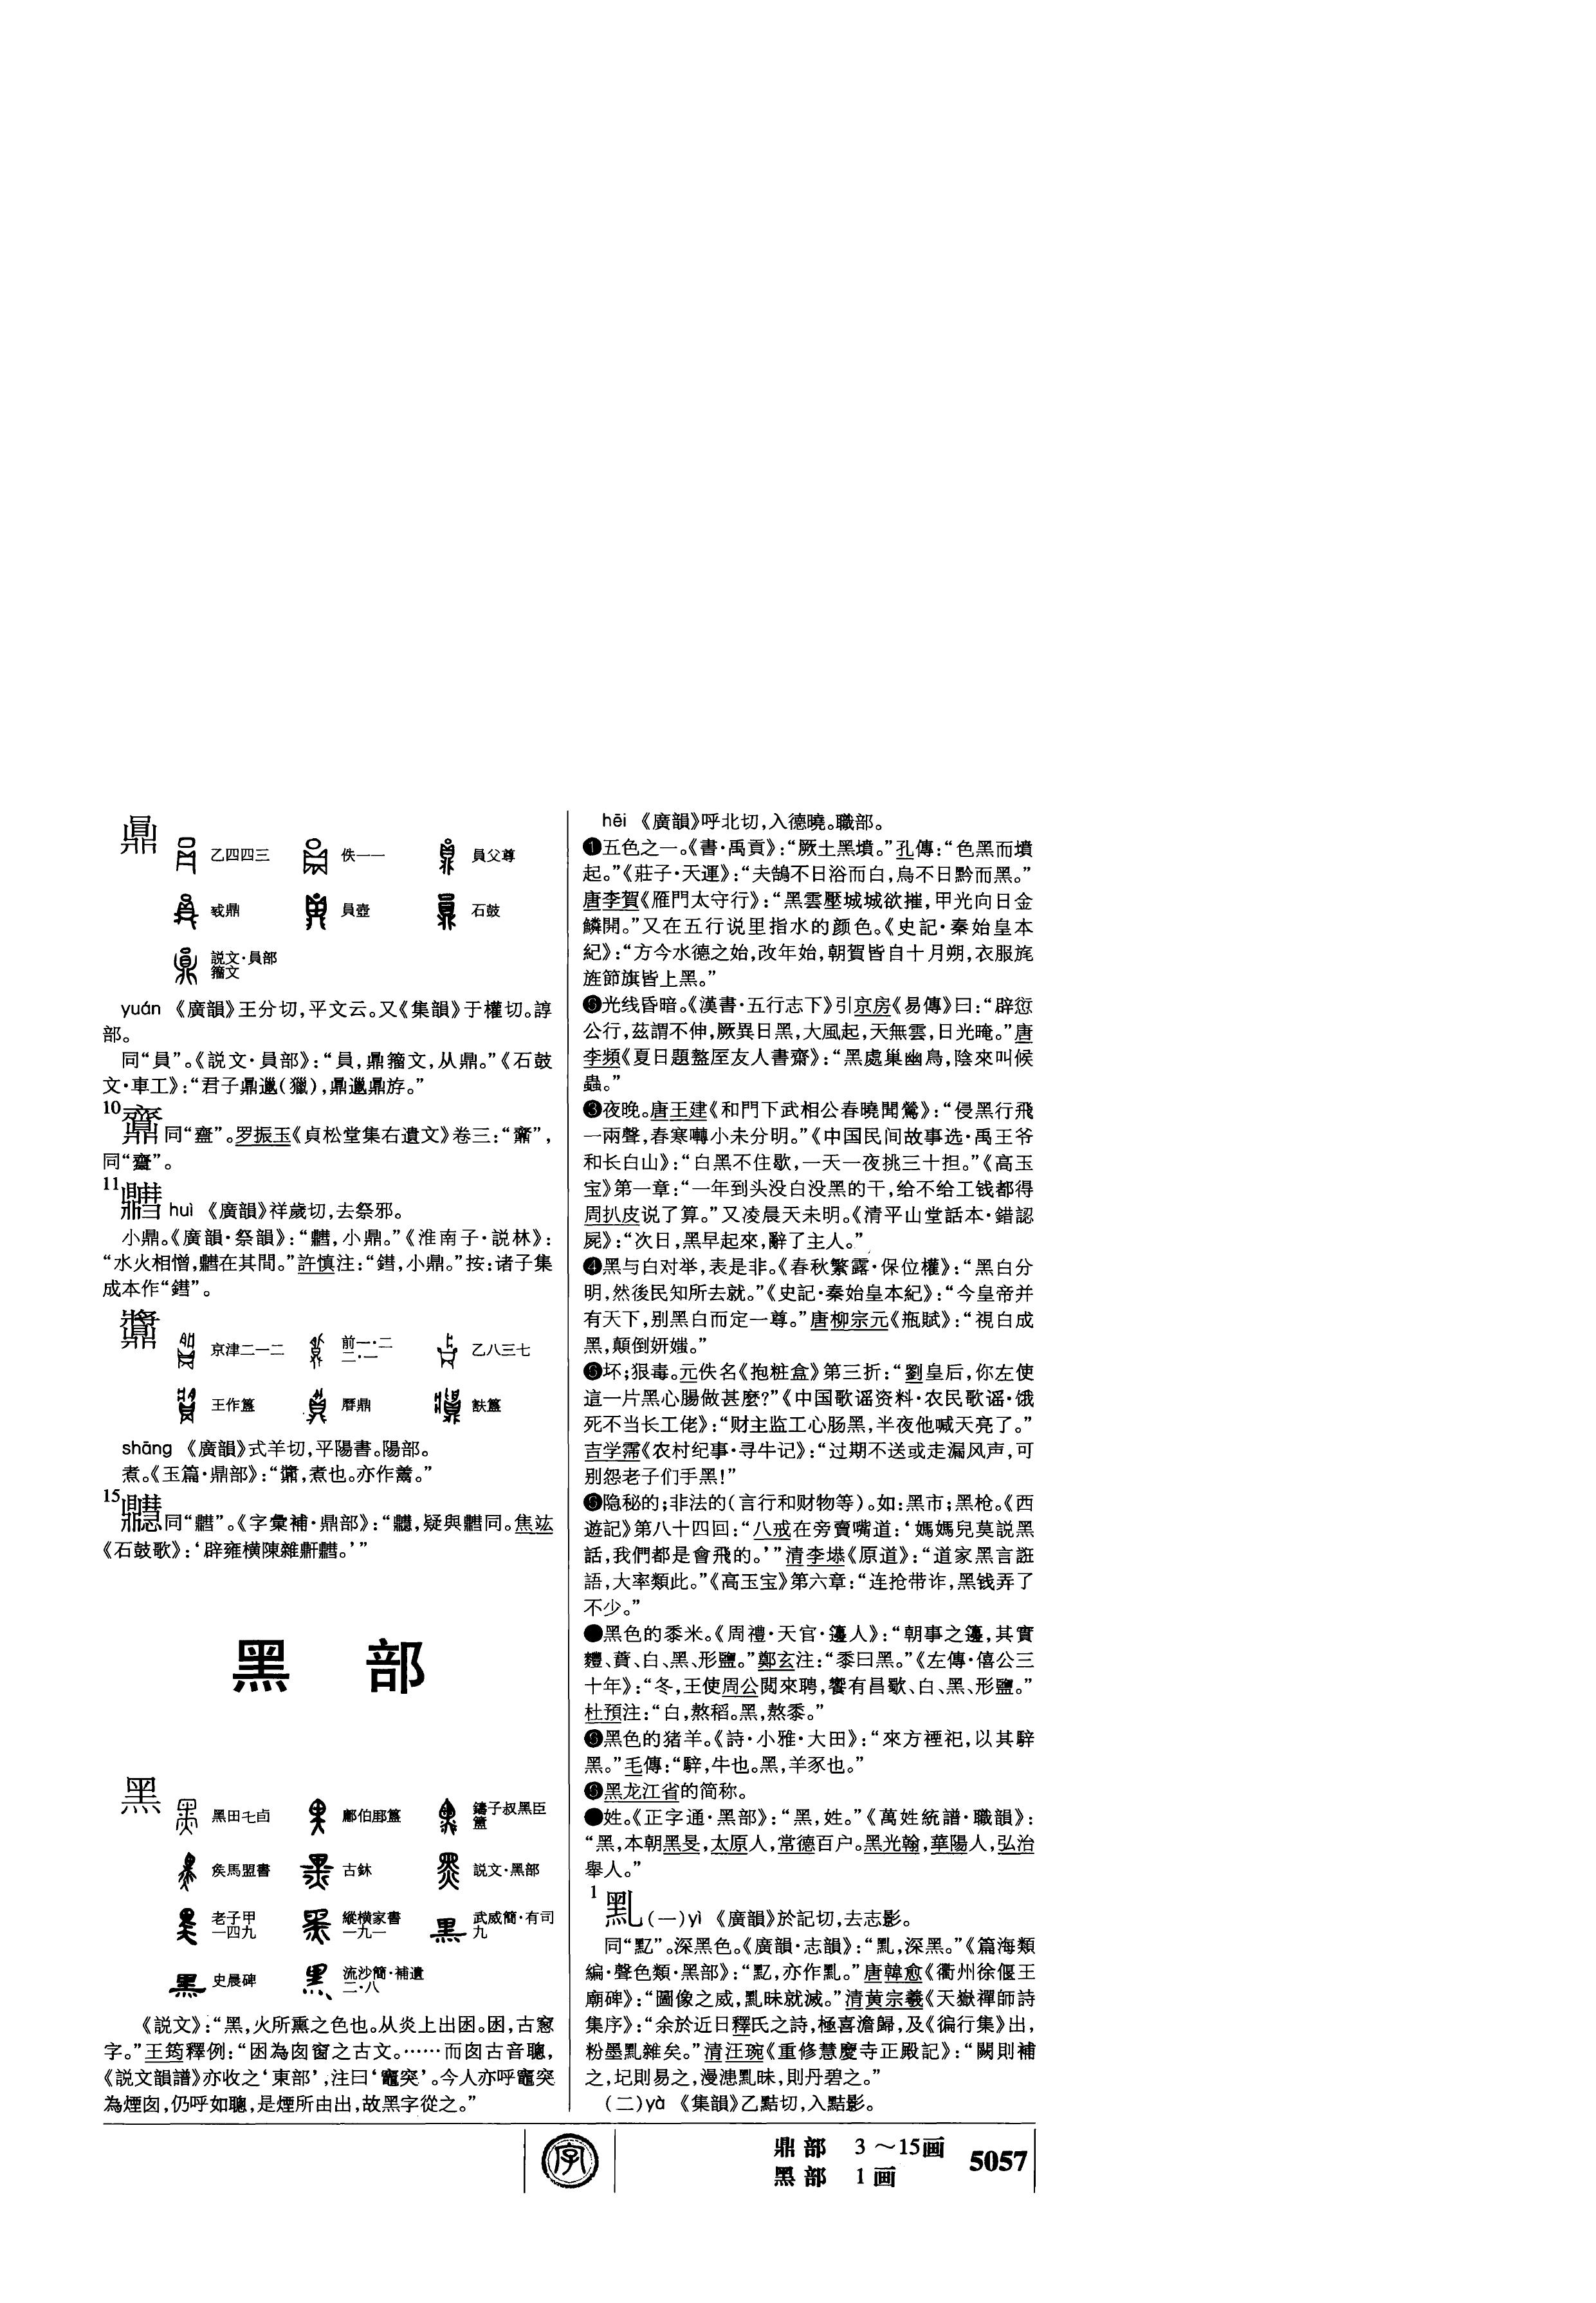 乙四四三 佚一一 員父尊
鼎 員壺 石鼓
説文·員部
籀文
yuán 《廣韻》王分切,平文云。又《集韻》于權切。諄
部。
同“員”。《説文·員部》:“員,鼎籀文,从鼎。”《石鼓
文·車工》:“君子鼎邋(獵),鼎邋鼎斿。”
10
同“齍”。罗振玉《貞松堂集右遺文》卷三:“
同“齍”。
11
huì 《廣韻》祥歲切,去祭邪。
小鼎。《廣韻·祭韻》:“,小鼎。”《淮南子·説林》:
“水火相憎,在其間。”許慎注:“,小鼎。”按:诸子集
成本作“”。
京津二一二 前一·二二·一 乙八三七
王作簋 曆鼎 簋
shāng 《廣韻》式羊切,平陽書。陽部。
煮。《玉篇·鼎部》:“,煮也。亦作。”
15
同“”。《字彙補·鼎部》:“,疑與同。焦竑
《石鼓歌》:‘辟雍横陳雜。’”
黑 部
黑
黑田七卣 鄘伯簋 鑄子叔黑臣
矦馬盟書 古鉢 説文·黑部
老子甲
一四九 縱横家書
一九一 武威簡·有司
九
史晨碑 流沙簡·補遺
二·八
《説文》:“黑,火所熏之色也。从炎上出囱。囱,古窻
字。”王筠釋例:“囱為囱窗之古文。……而囱古音聰,
《説文韻譜》亦收之‘東部’,注曰‘竈突’。今人亦呼竈突
為煙囱,仍呼如聰,是煙所由出,故黑字從之。”
hēi 《廣韻》呼北切,入德曉。職部。
❶五色之一。《書·禹貢》:“厥土黑墳。”孔傳:“色黑而墳
起。”《莊子·天運》:“夫鵠不日浴而白,烏不日黔而黑。”
唐李賀《雁門太守行》:“黑雲壓城城欲摧,甲光向日金
鱗開。”又在五行说里指水的颜色。《史記·秦始皇本
紀》:“方今水德之始,改年始,朝賀皆自十月朔,衣服旄
旌節旗皆上黑。”
光线昏暗。《漢書·五行志下》引京房《易傳》曰:“辟愆
公行,茲謂不伸,厥異日黑,大風起,天無雲,日光晻。”唐
李頻《夏日題盩厔友人書齋》:“黑處巢幽鳥,陰來叫候
蟲。”
❸夜晚。唐王建《和門下武相公春曉聞鶯》:“侵黑行飛
一兩聲,春寒囀小未分明。”《中国民间故事选·禹王爷
和长白山》:“白黑不住歇,一天一夜挑三十担。”《高玉
宝》第一章:“一年到头没白没黑的干,给不给工钱都得
周扒皮说了算。”又凌晨天未明。《清平山堂話本·錯認
屍》:“次日,黑早起來,辭了主人。”
❹黑与白对举,表是非。《春秋繁露·保位權》:“黑白分
明,然後民知所去就。”《史記·秦始皇本紀》:“今皇帝并
有天下,别黑白而定一尊。”唐柳宗元《瓶賦》:“視白成
黑,顛倒妍媸。”
❺坏;狠毒。元佚名《抱粧盒》第三折:“劉皇后,你左使
這一片黑心腸做甚麼?”《中国歌谣资料·农民歌谣·饿
死不当长工佬》:“财主监工心肠黑,半夜他喊天亮了。”
吉学霈《农村纪事·寻牛记》:“过期不送或走漏风声,可
别怨老子们手黑!”
❻隐秘的;非法的(言行和财物等)。如:黑市;黑枪。《西
遊記》第八十四回:“八戒在旁賣嘴道:‘媽媽兒莫説黑
話,我們都是會飛的。’”清李塨《原道》:“道家黑言誑
語,大率類此。”《高玉宝》第六章:“连抢带诈,黑钱弄了
不少。”
●黑色的黍米。《周禮·天官·籩人》:“朝事之籩,其實
麷、蕡、白、黑、形鹽。”鄭玄注:“黍曰黑。”《左傳·僖公三
十年》:“冬,王使周公閲來聘,饗有昌歜、白、黑、形鹽。”
杜預注:“白,熬稻。黑,熬黍。”
黑色的猪羊。《詩·小雅·大田》:“來方禋祀,以其騂
黑。”毛傳:“騂,牛也。黑,羊豕也。”
黑龙江省的简称。
●姓。《正字通·黑部》:“黑,姓。”《萬姓統譜·職韻》:
“黑,本朝黑旻,太原人,常德百户。黑光翰,華陽人,弘治
舉人。”
1
(一)yì 《廣韻》於記切,去志影。
同“黓”。深黑色。《廣韻·志韻》:“,深黑。”《篇海類
編·聲色類·黑部》:“,亦作。”唐韓愈《衢州徐偃王
廟碑》:“圖像之威,昧就滅。”清黄宗羲《天嶽禪師詩
集序》:“余於近日釋氏之詩,極喜澹歸,及《徧行集》出,
粉墨雜矣。”清汪琬《重修慧慶寺正殿記》:“闕則補
之,圮則易之,漫漶昧,則丹碧之。”
(二)yà 《集韻》乙黠切,入黠影。
字
鼎部 3~15画
黑部 1画
5057